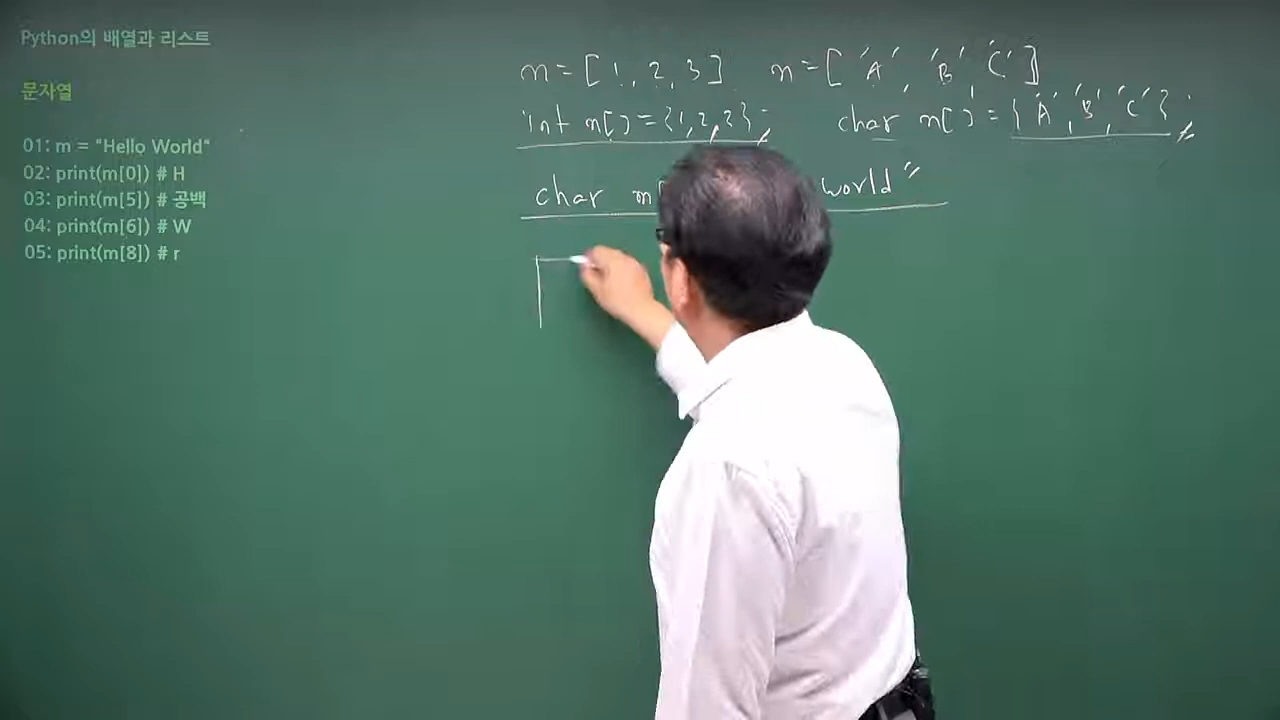 Python의 배열과 리스트
문자열
01: m = "Hello World"
02: print(m[0]) # H
03: print(m[5]) # 공백
04: print(m[6]) # W
05: print(m[8]) # r
m = [1, 2, 3] m = ['A', 'B', 'C']
int m[] = {1, 2, 3}; char m[] = {'A', 'B', 'C'};
char m[ world"